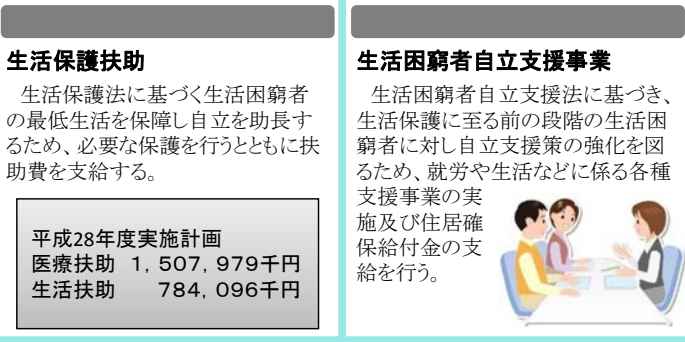 生活保護扶助
生活保護法に基づく生活困窮者
の最低生活を保障し自立を助長す
るため、必要な保護を行うとともに扶
助費を支給する。
平成28年度実施計画
医療扶助　１，５０７，９７９千円
生活扶助　　７８４，０９６千円
生活困窮者自立支援事業
生活困窮者自立支援法に基づき、
生活保護に至る前の段階の生活困
窮者に対し自立支援策の強化を図
るため、就労や生活などに係る各種
支援事業の実
施及び住居確
保給付金の支
給を行う。